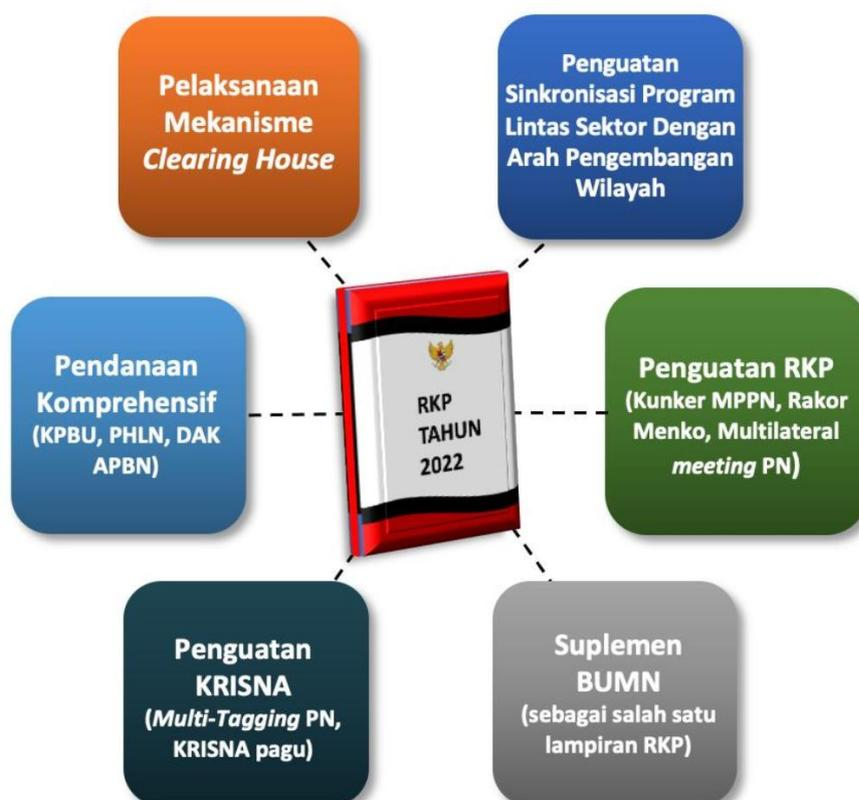 Pelaksanaan
Mekanisme
Clearing House
Penguatan
Sinkronisasi Program
Lintas Sektor Dengan
Arah Pengembangan
Wilayah
Pendanaan
Komprehensif
(KPBU, PHLN, DAK
APBN)
RKP
TAHUN
2022
Penguatan RKP
(Kunker MPPN, Rakor
Menko, Multilateral
meeting PN)
Penguatan
KRISNA
(Multi-Tagging PN,
KRISNA pagu)
Suplemen
BUMN
(sebagai salah satu
lampiran RKP)